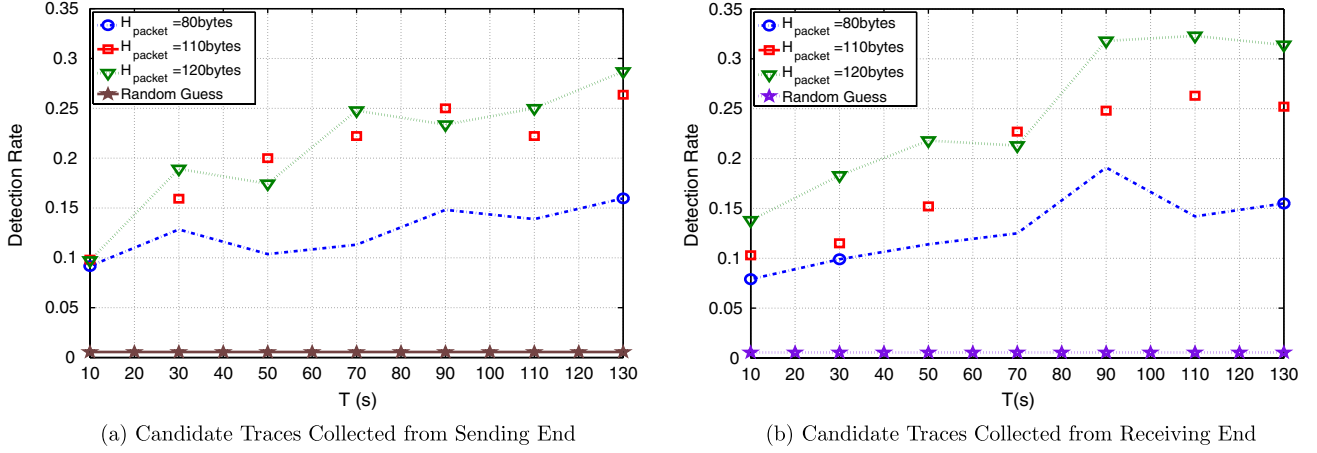 0.35
0.3
0.25
0.2
0.15
0.1
0.05
0
Detection Rate
H packet =80bytes
H packet =110bytes
H packet =120bytes
Random Guess
10 20 30 40 50 60 70 80 90 100 110 120 130
T (s)
(a) Candidate Traces Collected from Sending End
0.35
0.3
0.25
0.2
0.15
0.1
0.05
0
Detection Rate
H packet =80bytes
H packet =110bytes
H packet =120bytes
Random Guess
10 20 30 40 50 60 70 80 90 100 110 120 130
T(s)
(b) Candidate Traces Collected from Receiving End